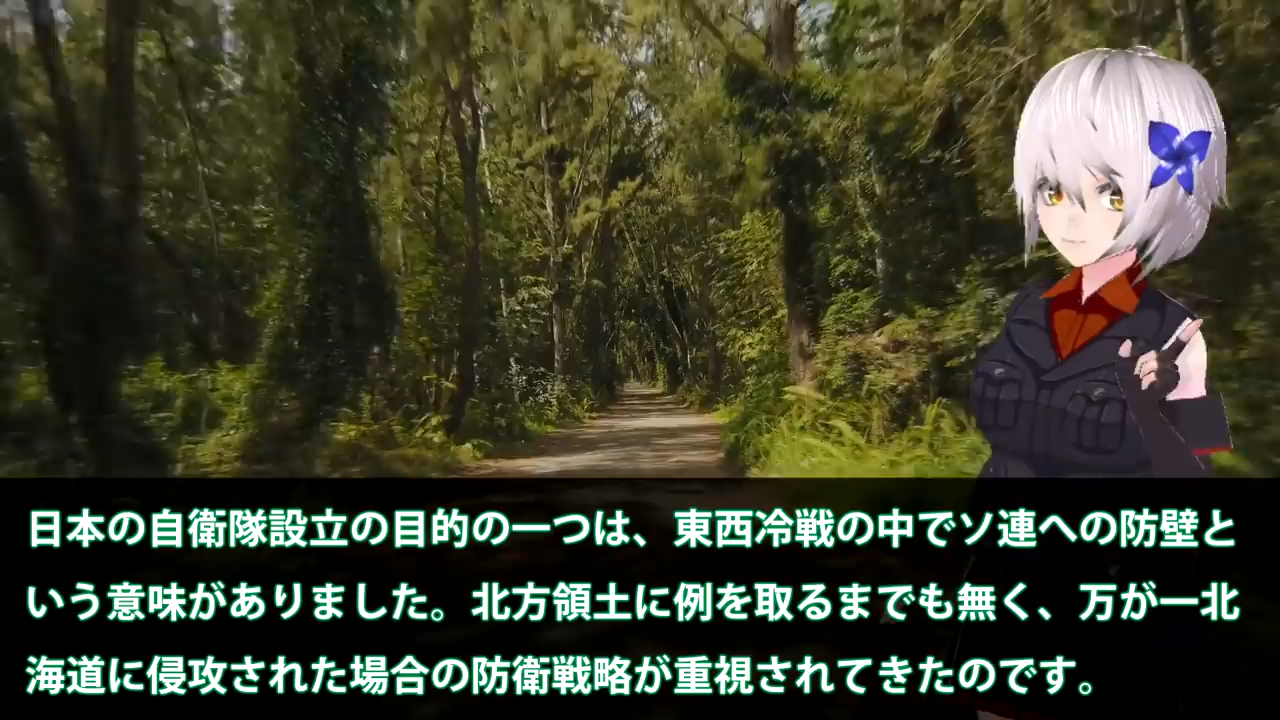 日本の自衛隊設立の目的の一つは、東西冷戦の中でソ連への防壁と
いう意味がありました。北方領土に例を取るまでも無く、万が一北
海道に侵攻された場合の防衛戦略が重視されてきたのです。